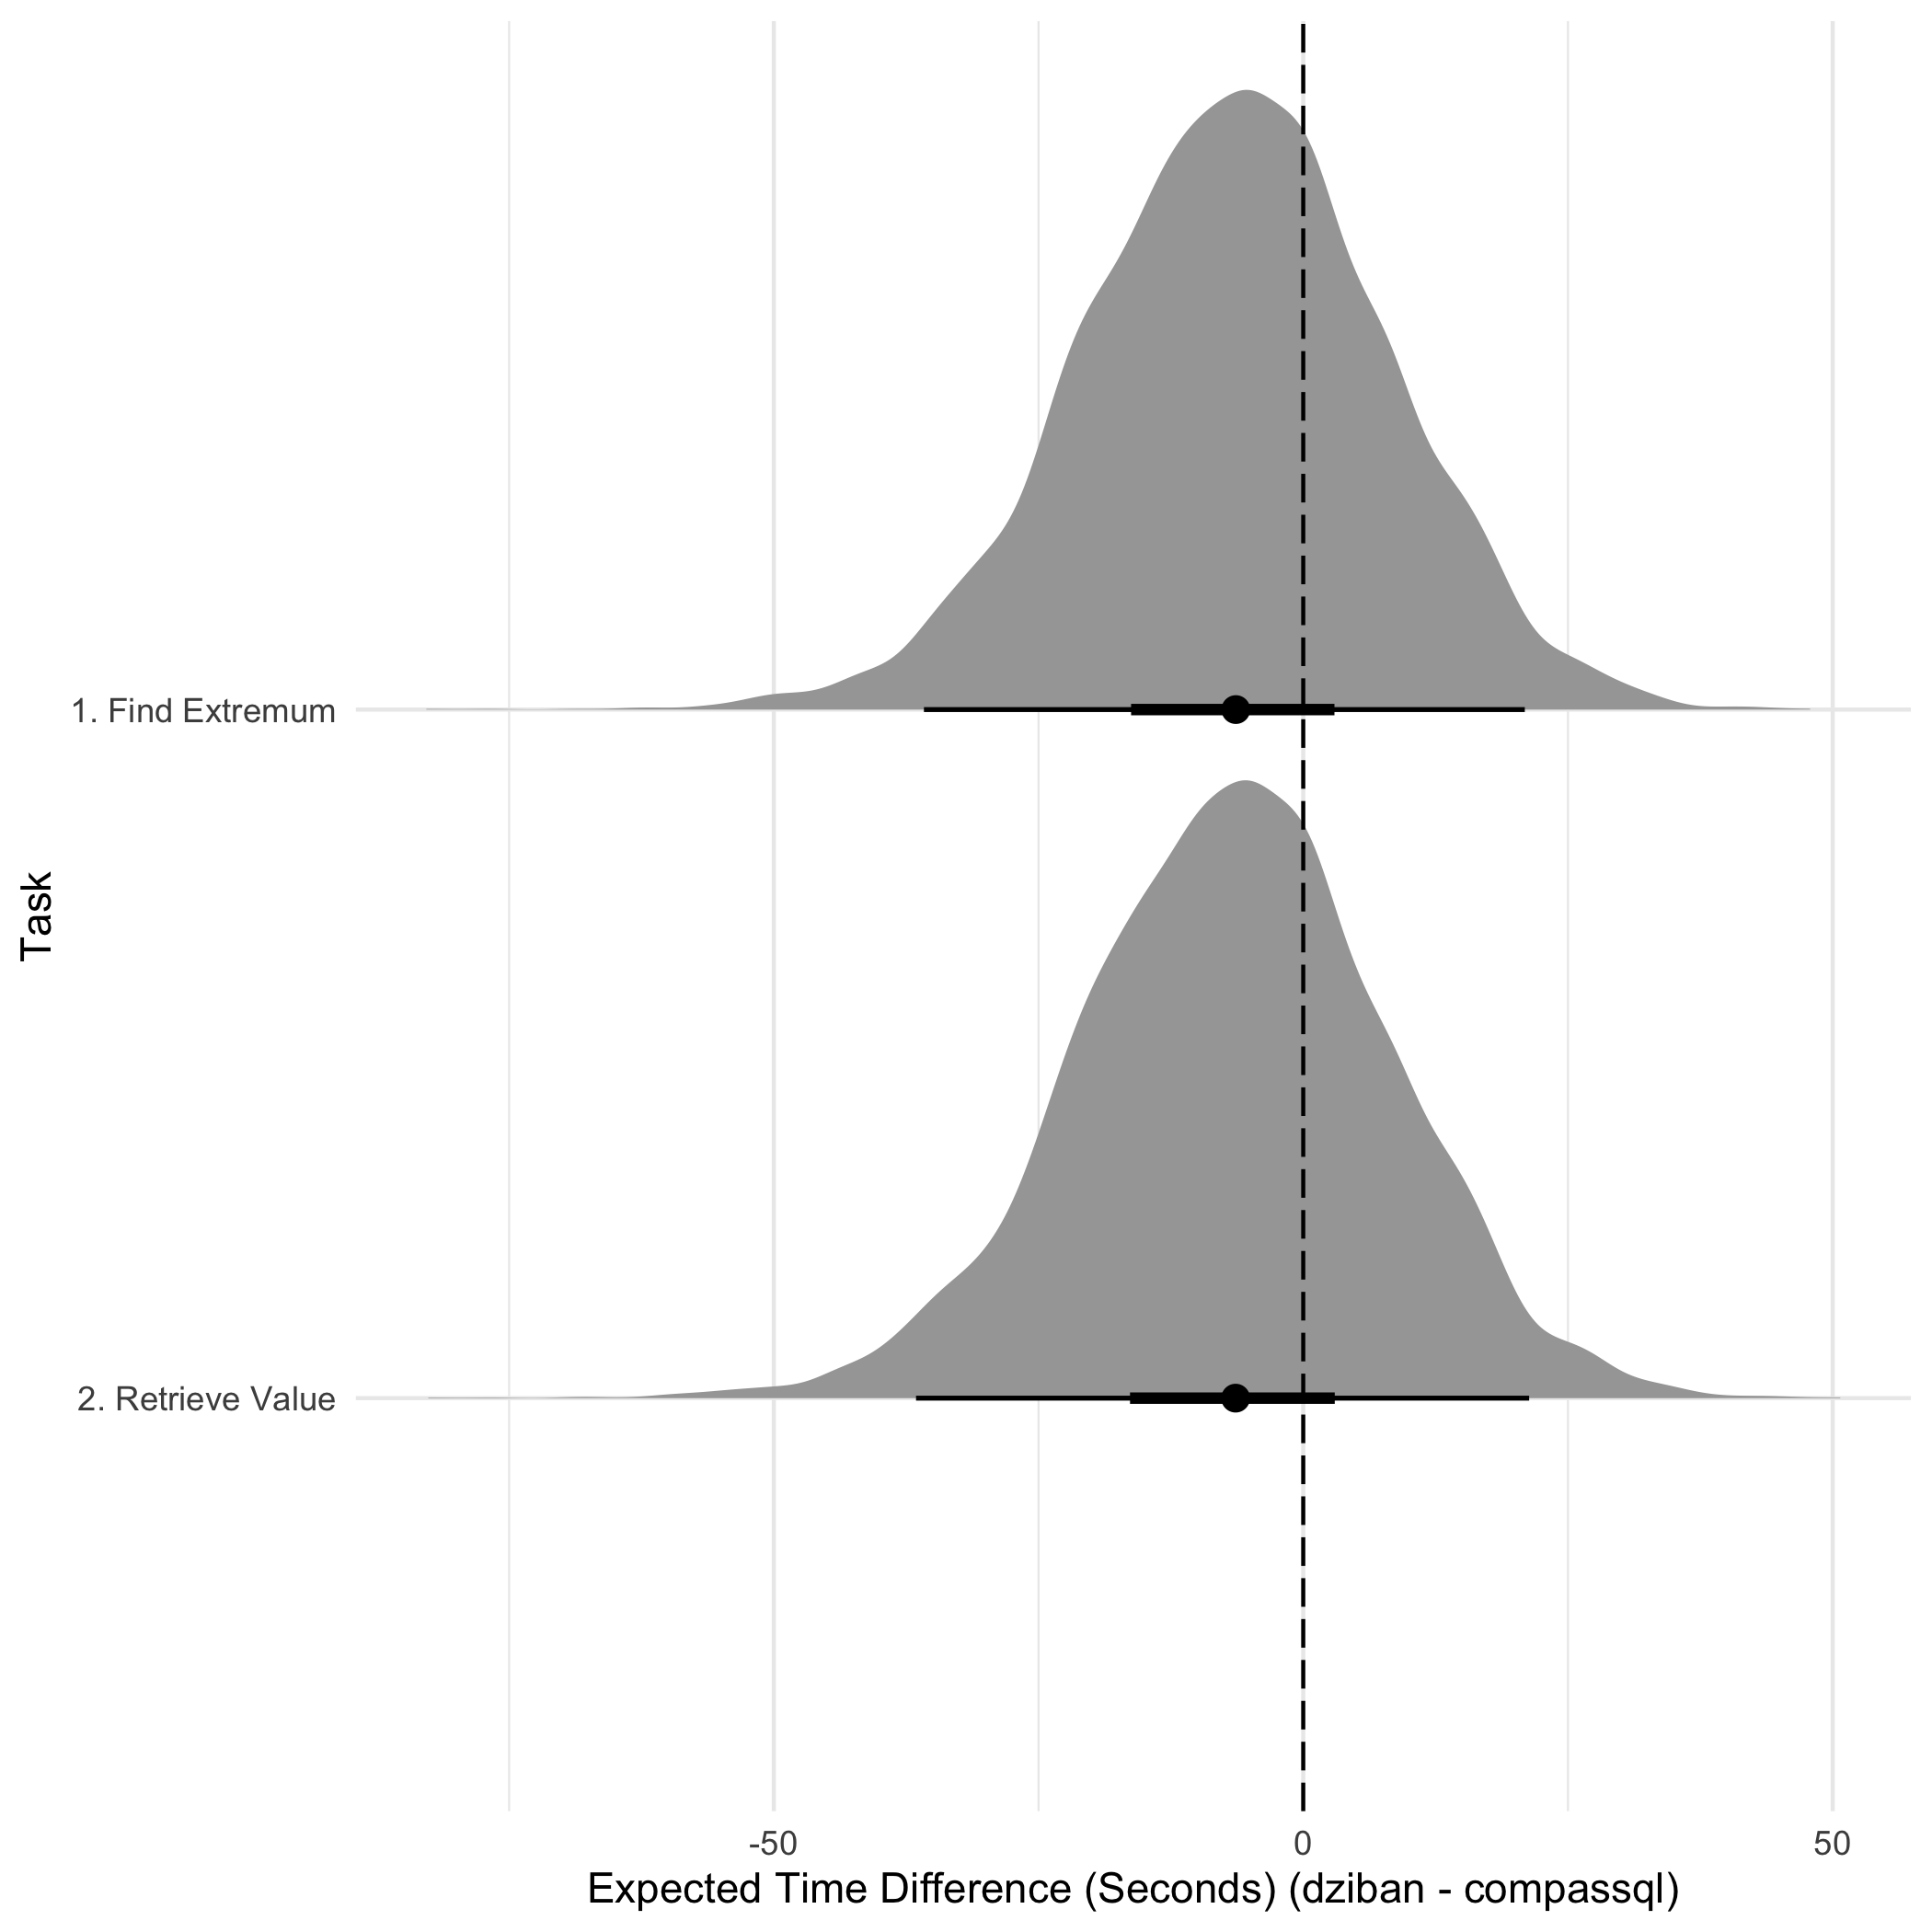 Task
1. Find Extremum
2. Retrieve Value
-50
0
50
Expected Time Difference (Seconds) (dziban - compassql)